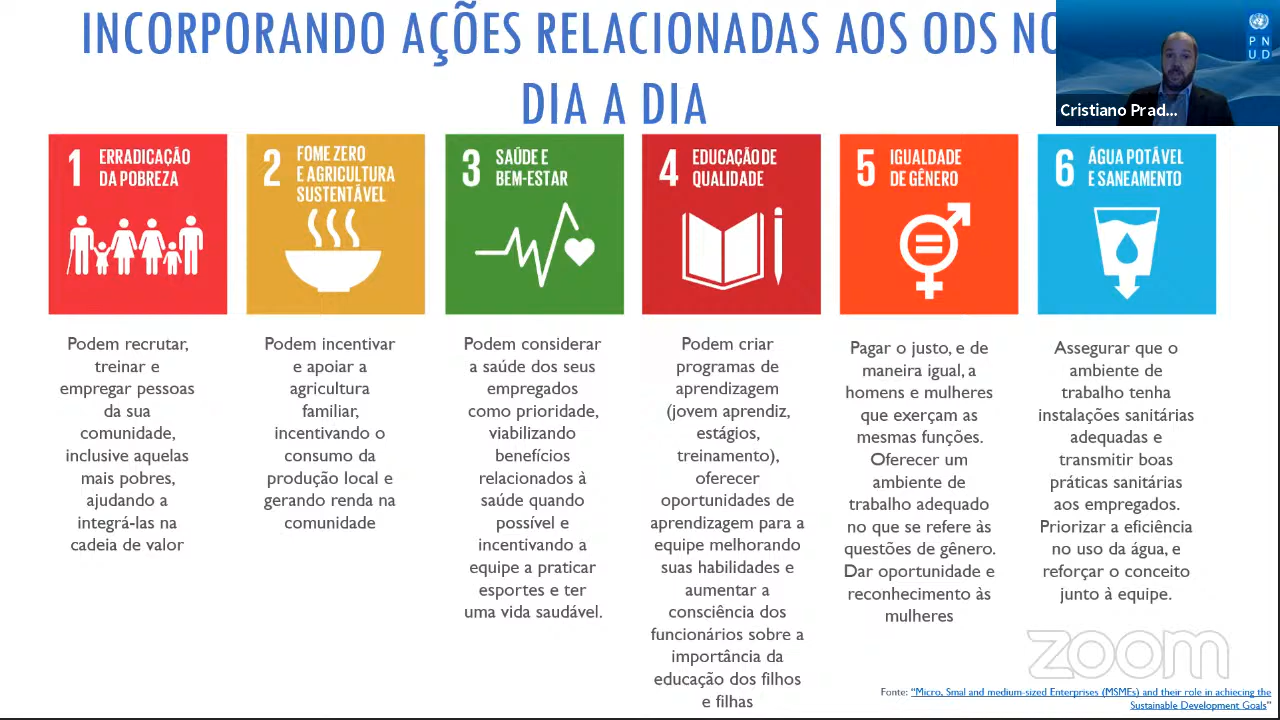 INCORPORANDO AÇÕES RELACIONADAS AOS ODS NO
DIA A DIA
P N
U D
Cristiano Prad...
1 ERRADICAÇÃO
DA POBREZA
Podem recrutar,
treinar e
empregar pessoas
da sua
comunidade,
inclusive aquelas
mais pobres,
ajudando a
integrá-las na
cadeia de valor
2 FOME ZERO
E AGRICULTURA
SUSTENTÁVEL
Podem incentivar
e apoiar a
agricultura
familiar,
incentivando o
consumo da
produção local e
gerando renda na
comunidade
3 SAÚDE E
BEM-ESTAR
Podem considerar
a saúde dos seus
empregados
como prioridade,
viabilizando
benefícios
relacionados à
saúde quando
possível e
incentivando a
equipe a praticar
esportes e ter
uma vida saudável.
4 EDUCAÇÃO DE
QUALIDADE
Podem criar
programas de
aprendizagem
(jovem aprendiz,
estágios,
treinamento),
oferecer
oportunidades de
aprendizagem para a
equipe melhorando
suas habilidades e
aumentar a
consciência dos
funcionários sobre a
importância da
educação dos filhos
e filhas
5 IGUALDADE
DE GÊNERO
Pagar o justo, e de
maneira igual, a
homens e mulheres
que exerçam as
mesmas funções.
Oferecer um
ambiente de
trabalho adequado
no que se refere às
questões de gênero.
Dar oportunidade e
reconhecimento às
mulheres
6 ÁGUA POTÁVEL
E SANEAMENTO
Assegurar que o
ambiente de
trabalho tenha
instalações sanitárias
adequadas e
transmitir boas
práticas sanitárias
aos empregados.
Priorizar a eficiência
no uso da água, e
reforçar o conceito
junto à equipe.
zoom
Fonte: “Micro, Smal and medium-sized Enterprises (MSMEs) and their role in achiecing the
Sustainable Development Goals”